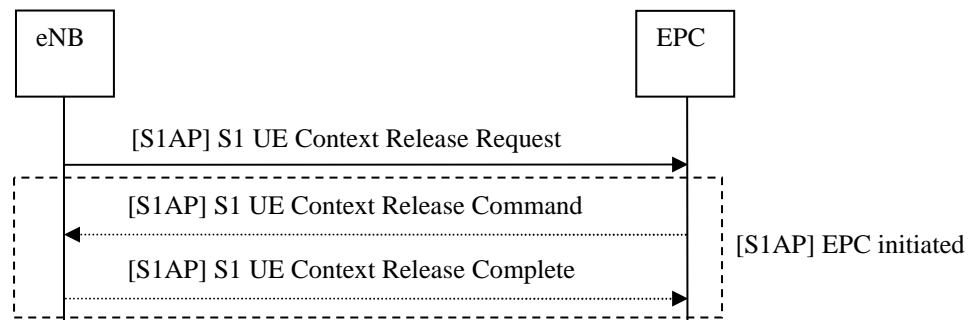 eNB
EPC
[S1AP] S1 UE Context Release Request
[S1AP] S1 UE Context Release Command
[S1AP] EPC initiated
[S1AP] S1 UE Context Release Complete